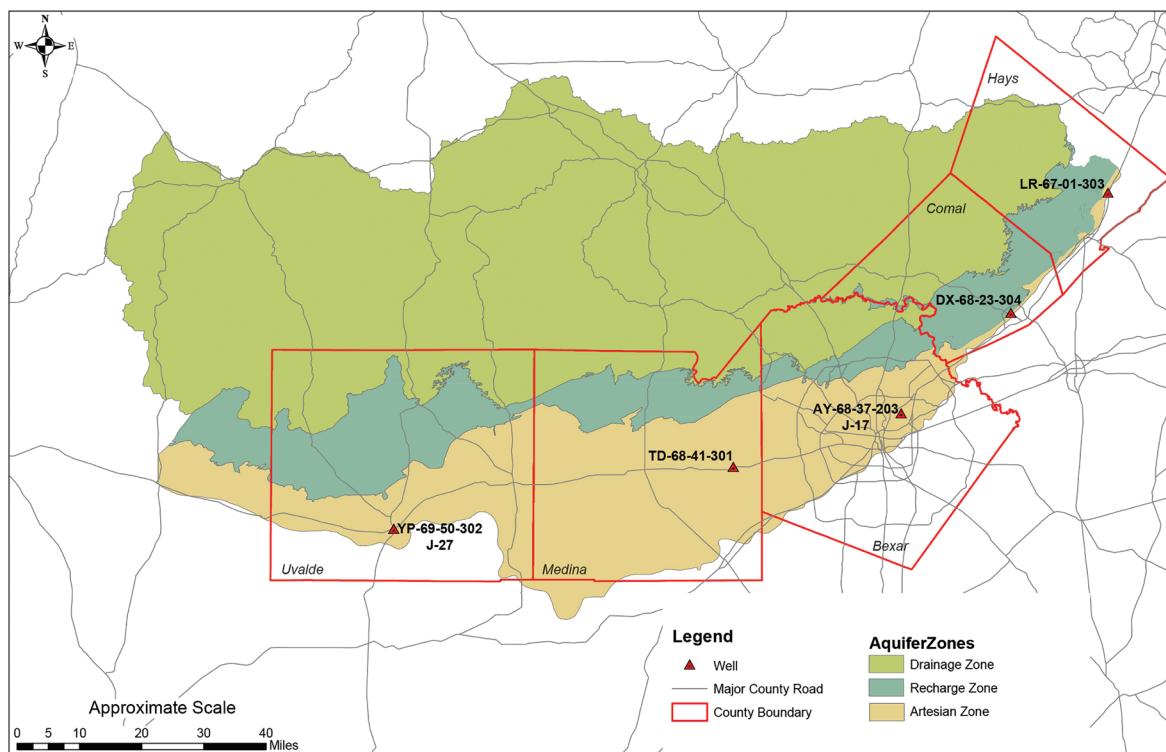 N
W E
S
Hays
LR-67-01-303
Comal
DX-68-23-304
AY-68-37-203
J-17
TD-68-41-301
YP-69-50-302
J-27
Uvalde
Medina
Bexar
Legend
Well
Major County Road
County Boundary
AquiferZones
Drainage Zone
Recharge Zone
Artesian Zone
Approximate Scale
0 5 10 20 30 40
Miles